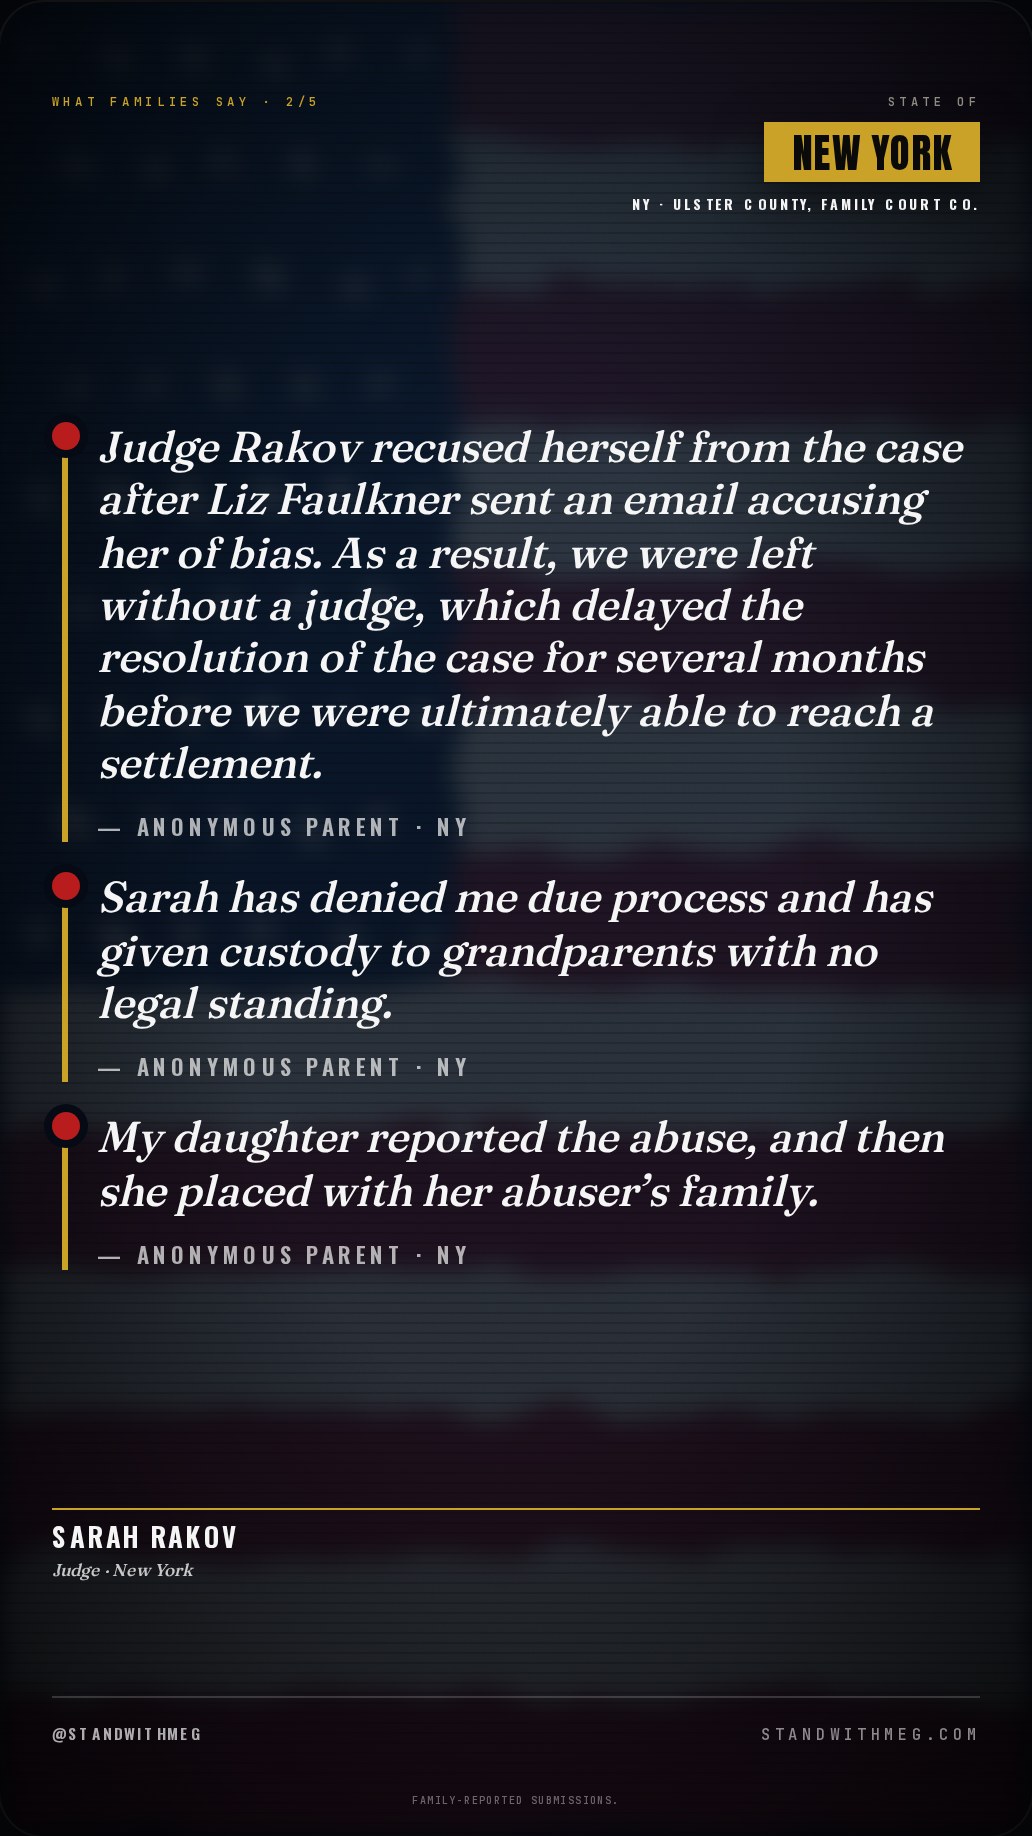 WHAT FAMILIES SAY · 2/5
STATE OF
NEW YORK
NY · ULSTER COUNTY, FAMILY COURT CO.
Judge Rakov recused herself from the case
after Liz Faulkner sent an email accusing
her of bias. As a result, we were left
without a judge, which delayed the
resolution of the case for several months
before we were ultimately able to reach a
settlement.
— ANONYMOUS PARENT · NY
Sarah has denied me due process and has
given custody to grandparents with no
legal standing.
— ANONYMOUS PARENT · NY
My daughter reported the abuse, and then
she placed with her abuser’s family.
— ANONYMOUS PARENT · NY
SARAH RAKOV
Judge · New York
@STANDWITHMEG
STANDWITHMEG.COM
FAMILY-REPORTED SUBMISSIONS.